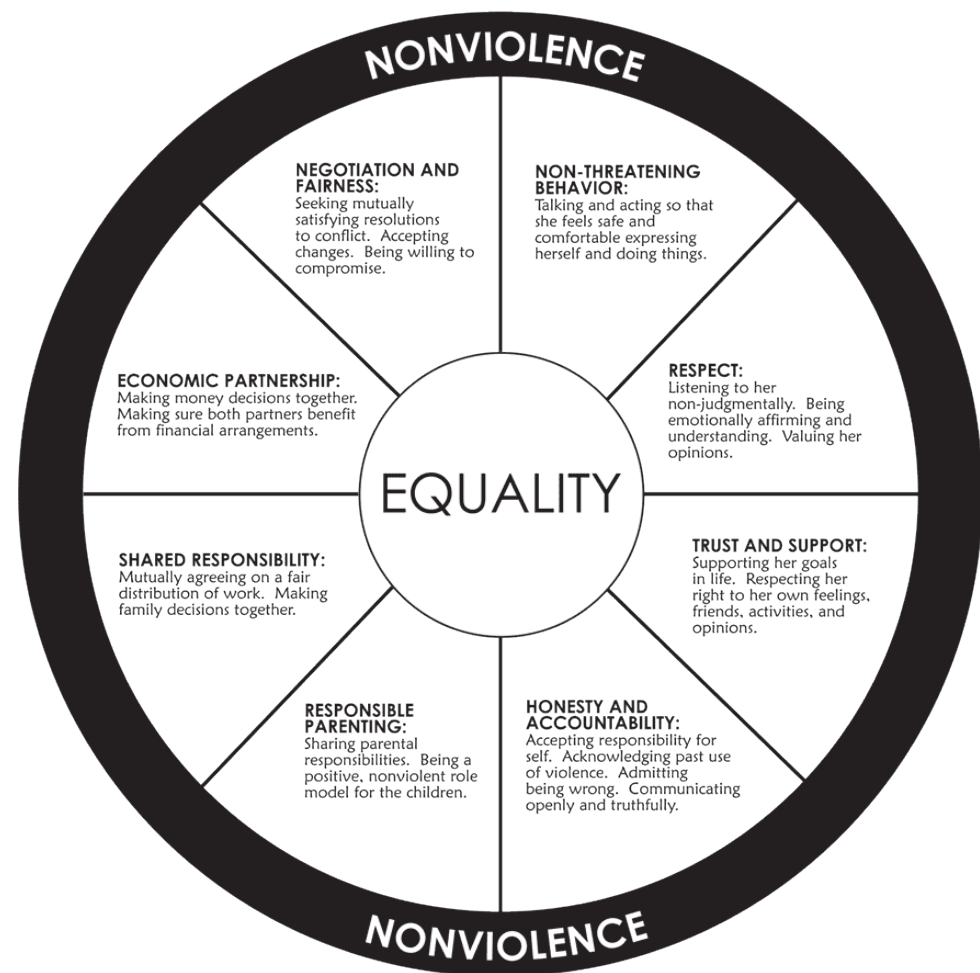 NONVIOLENCE
NEGOTIATION AND
FAIRNESS:
Seeking mutually
satisfying resolutions
to conflict.  Accepting
changes.  Being willing to
compromise.
NON-THREATENING
BEHAVIOR:
Talking and acting so that
she feels safe and
comfortable expressing
herself and doing things.
ECONOMIC PARTNERSHIP:
Making money decisions together.
Making sure both partners benefit
from financial arrangements.
RESPECT:
Listening to her
non-judgmentally.  Being
emotionally affirming and
understanding.  Valuing her
opinions.
EQUALITY
SHARED RESPONSIBILITY:
Mutually agreeing on a fair
distribution of work.  Making
family decisions together.
TRUST AND SUPPORT:
Supporting her goals
in life.  Respecting her
right to her own feelings,
friends, activities, and
opinions.
RESPONSIBLE
PARENTING:
Sharing parental
responsibilities.  Being a
positive, nonviolent role
model for the children.
HONESTY AND
ACCOUNTABILITY:
Accepting responsibility for
self.  Acknowledging past use
of violence.  Admitting
being wrong.  Communicating
openly and truthfully.
NONVIOLENCE